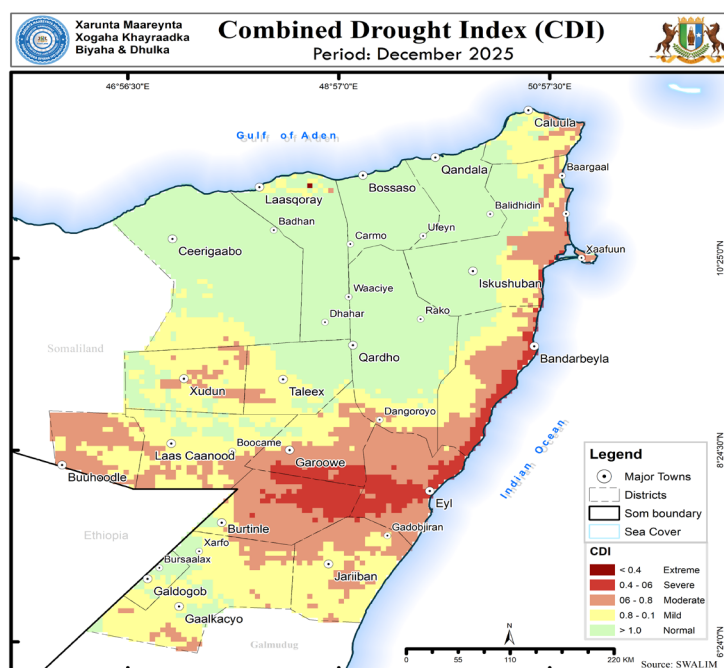 Xarunta Maareynta
Xogaha Khayraadka
Biyaha & Dhulka
Combined Drought Index (CDI)
Period: December 2025
46°56'30"E
48°57'0"E
50°57'30"E
Gulf of Aden
Caluula
Qandala
Baargaal
Bossaso
Laasqoray
Balidhidin
Badhan
Ufeyn
Carmo
Ceerigaabo
Xaafuun
10°25'0"N
Iskushuban
Waaciye
Dhahar
Rako
Somaliland
Qardho
Bandarbeyla
Xudun
Taleex
Dangoroyo
Indian Ocean
Boocame
Laas Caanood
Garoowe
8°24'30"N
Buuhoodle
Eyl
Burtinle
Gadobjiran
Ethiopia
Xarfo
Bursaalax
Jariiban
Galdogob
Gaalkacyo
Galmudug
6°24'0"N
Legend
Major Towns
Districts
Som boundary
Sea Cover
CDI
< 0.4 Extreme
0.4 - 06 Severe
06 - 0.8 Moderate
0.8 - 0.1 Mild
> 1.0 Normal
N
0 55 110 220 KM
Source: SWALIM